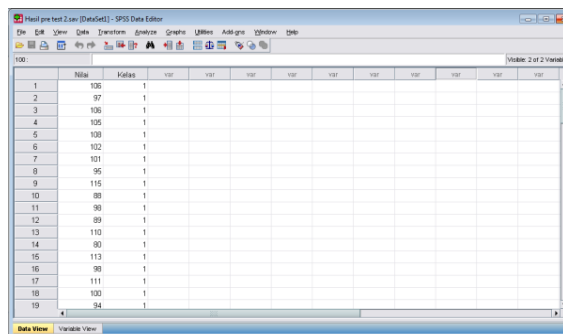 Hasil pre test 2.sav [DataSet1] - SPSS Data Editor
File Edit View Data Transform Analyze Graphs Utilities Add-ons Window Help
100 : Visible: 2 of 2 Variable
Nilai Kelas var var var var var var var var var
1 106 1
2 97 1
3 106 1
4 105 1
5 108 1
6 102 1
7 101 1
8 95 1
9 115 1
10 88 1
11 98 1
12 89 1
13 110 1
14 80 1
15 113 1
16 98 1
17 111 1
18 100 1
19 94 1
Data View Variable View